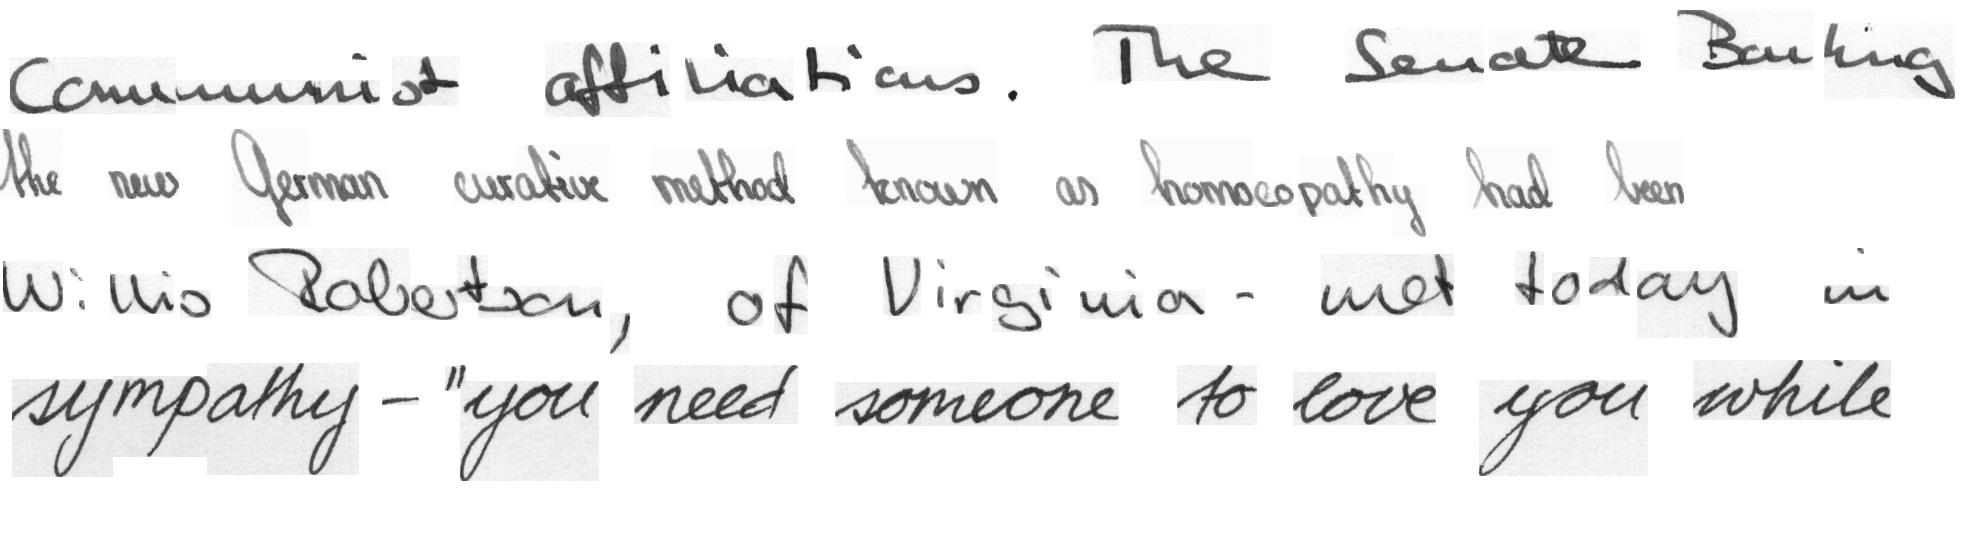 Communist affiliations. The Senate Banking
the new German curative method known as homoeopathy had been
Willis Robertson, of Virginia - met today in
sympathy - "you need someone to love you while